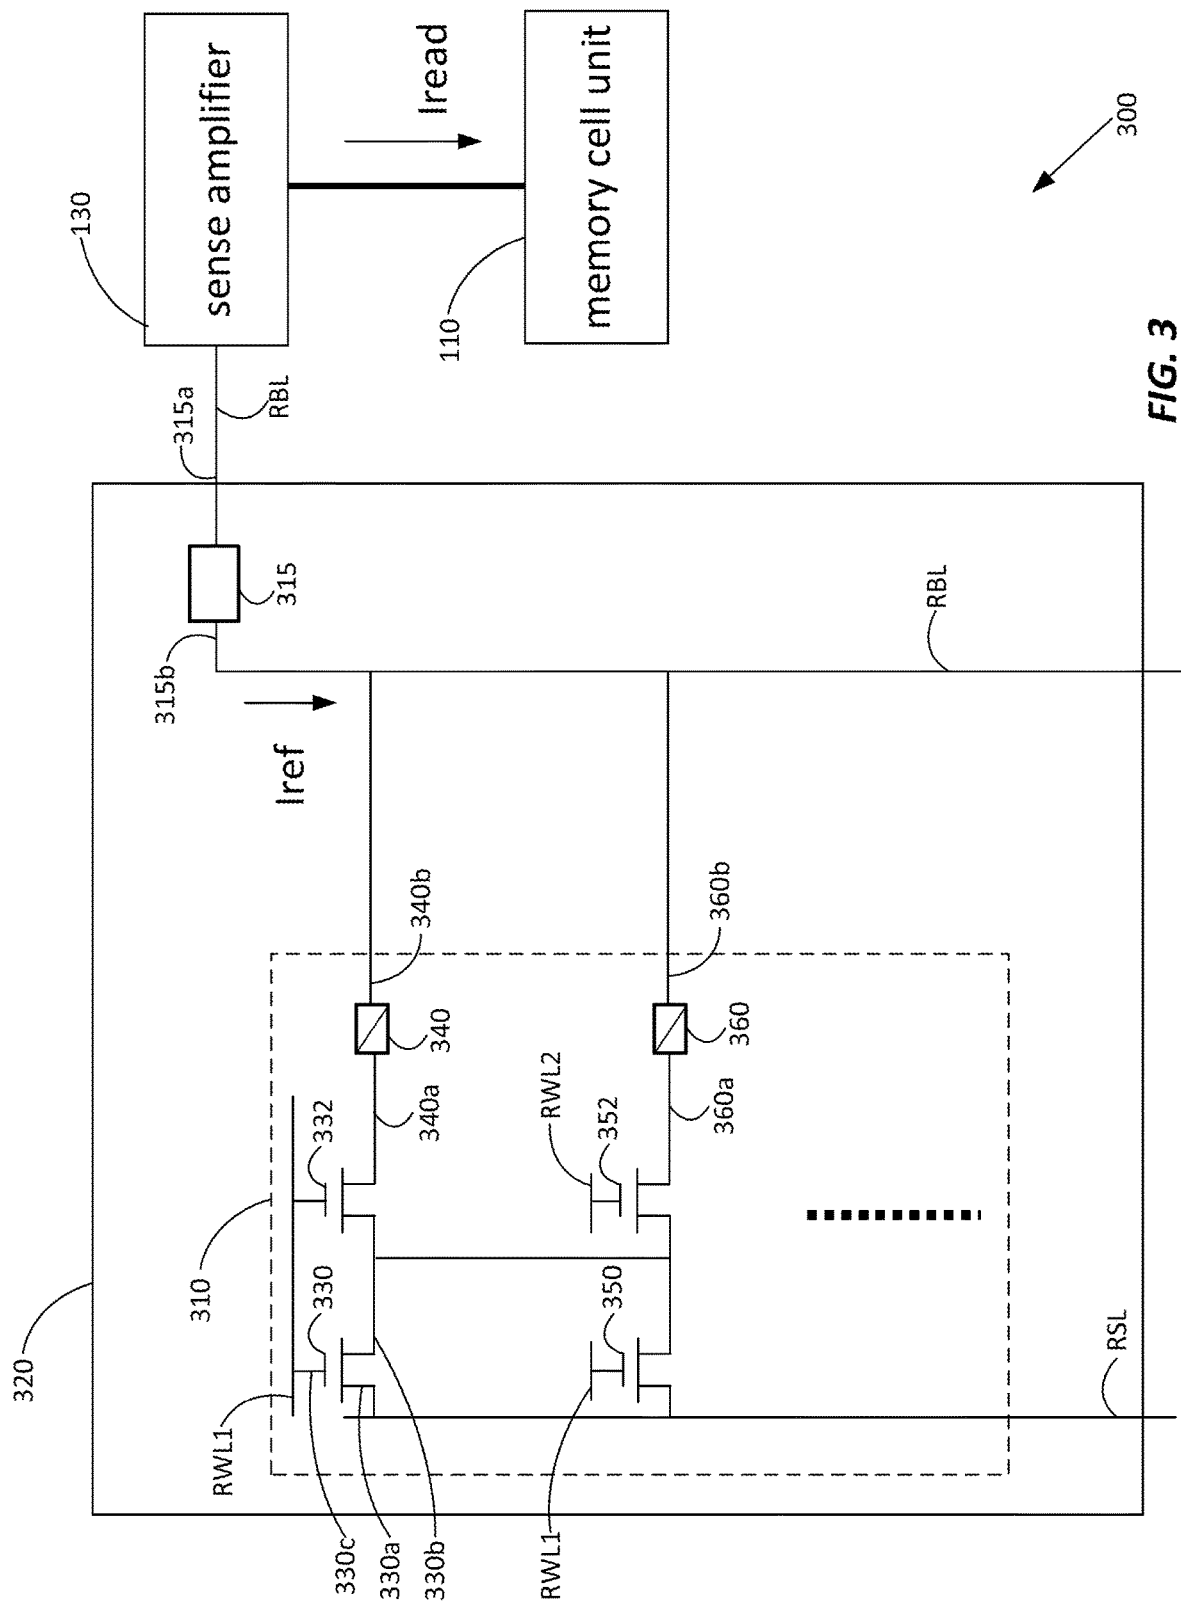 320
310
RWL1
330
332
330c
330a
330b
340a
340
340b
Iref
315b
315
315a
RBL
130
sense amplifier
Iread
110
memory cell unit
RWL1
350
RWL2
352
360a
360
360b
RBL
RSL
300
FIG. 3